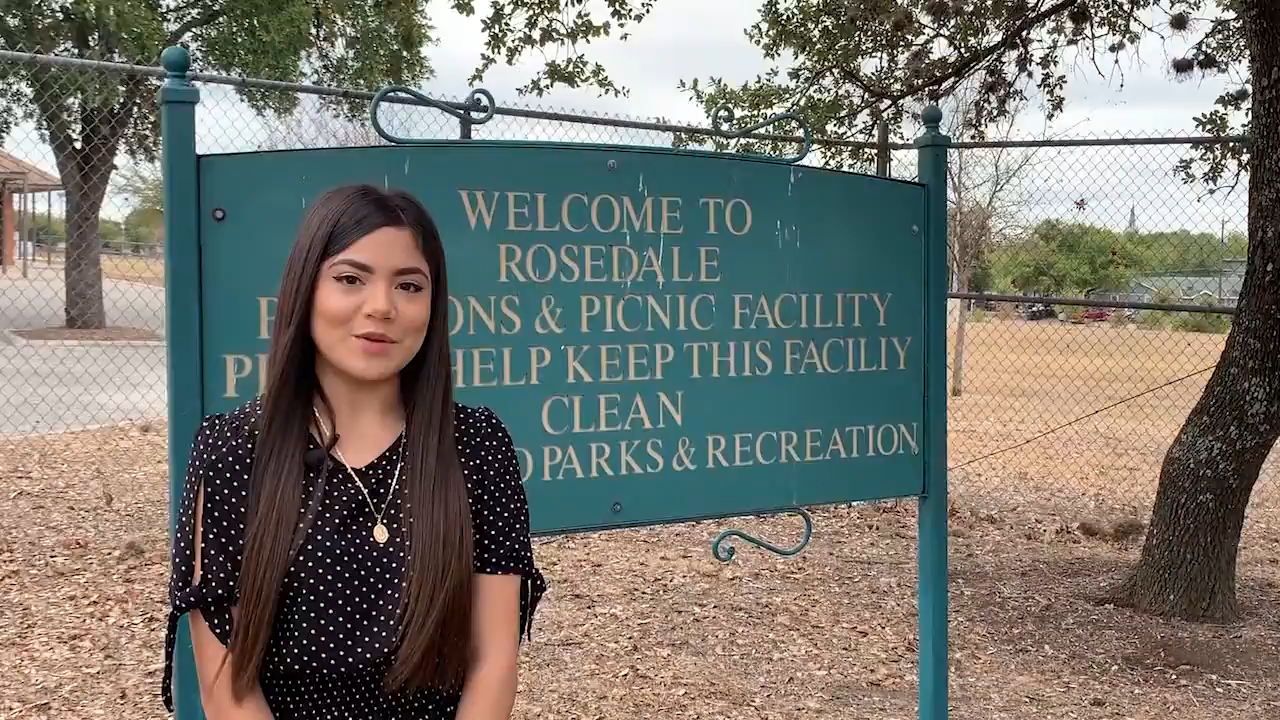 WELCOME TO
ROSEDALE
ONS & PICNIC FACILITY
HELP KEEP THIS FACILIY
CLEAN
PARKS & RECREATION